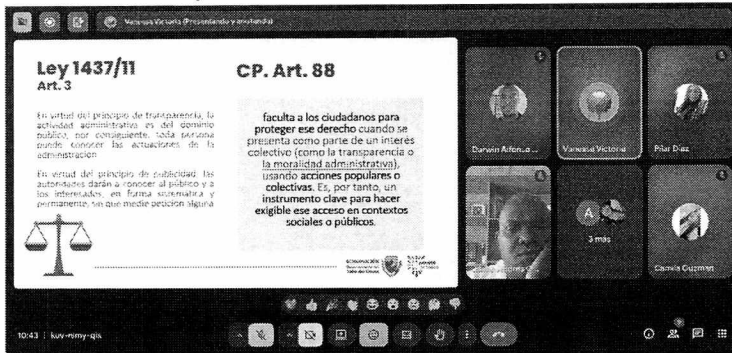 Vanessa Victoria (Presentando y anotando)
Ley 1437/11
Art. 3
En virtud del principio de transparencia, la
actividad administrativa es del dominio
público, por consiguiente, toda persona
puede conocer las actuaciones de la
administración
En virtud del principio de publicidad, las
autoridades darán a conocer al público y a
los interesados, en forma sistemática y
permanente, sin que medie petición alguna
CP. Art. 88
faculta a los ciudadanos para
proteger ese derecho cuando se
presenta como parte de un interés
colectivo (como la transparencia o
la moralidad administrativa),
usando acciones populares o
colectivas. Es, por tanto, un
instrumento clave para hacer
exigible ese acceso en contextos
sociales o públicos.
Darwin Alfonso ...
Vanessa Victoria
Pilar Diaz
A
3 más
Camila Guzman
10:43